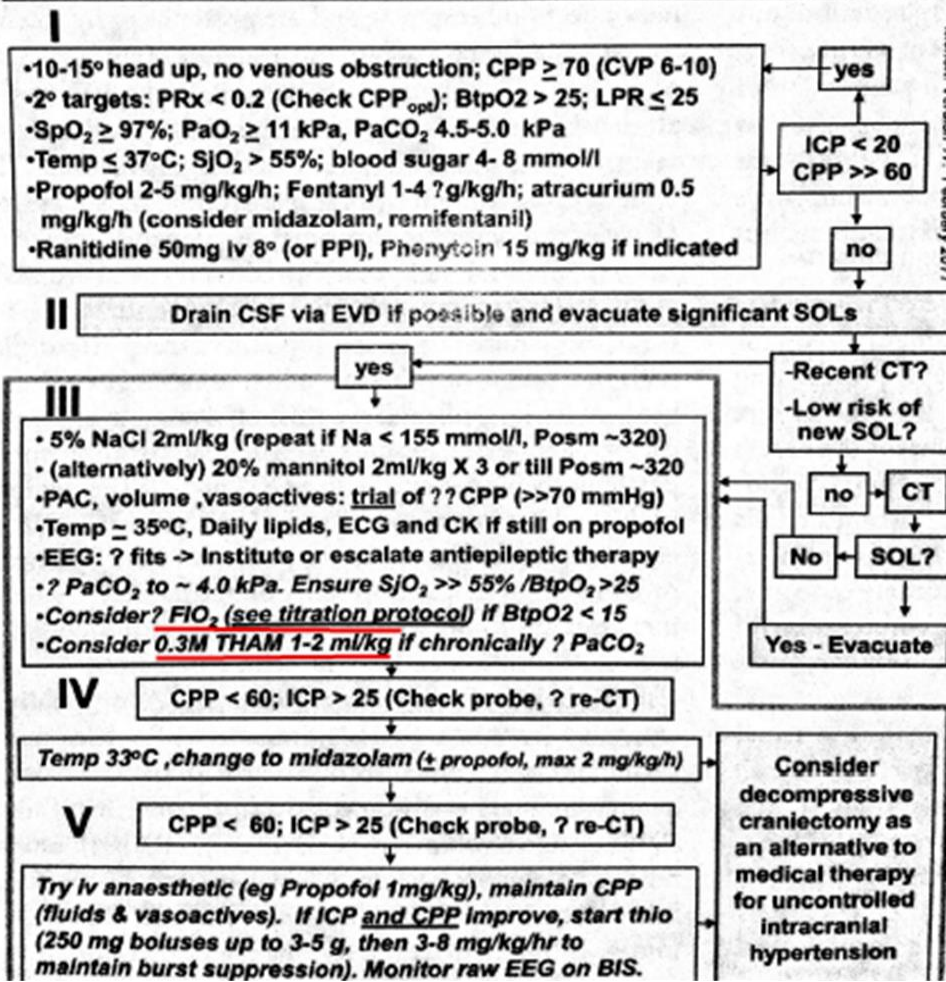 I
•10-15º head up, no venous obstruction; CPP ≥ 70 (CVP 6-10)
•2º targets: PRx < 0.2 (Check CPPopt); BtpO2 > 25; LPR ≤ 25
•SpO₂ ≥ 97%; PaO₂ ≥ 11 kPa, PaCO₂ 4.5-5.0 kPa
•Temp ≤ 37ºC; SjO₂ > 55%; blood sugar 4- 8 mmol/l
•Propofol 2-5 mg/kg/h; Fentanyl 1-4 ?g/kg/h; atracurium 0.5
mg/kg/h (consider midazolam, remifentanil)
•Ranitidine 50mg iv 8º (or PPI), Phenytoin 15 mg/kg if indicated
yes
ICP < 20
CPP >> 60
no
II
Drain CSF via EVD if possible and evacuate significant SOLs
-Recent CT?
-Low risk of
new SOL?
yes
no
CT
No
SOL?
Yes - Evacuate
III
• 5% NaCl 2ml/kg (repeat if Na < 155 mmol/l, Posm ~320)
• (alternatively) 20% mannitol 2ml/kg X 3 or till Posm ~320
•PAC, volume ,vasoactives: trial of ??CPP (>>70 mmHg)
•Temp ~ 35ºC, Daily lipids, ECG and CK if still on propofol
•EEG: ? fits -> Institute or escalate antiepileptic therapy
•? PaCO₂ to ~ 4.0 kPa. Ensure SjO₂ >> 55% /BtpO₂>25
•Consider? FIO₂ (see titration protocol) if BtpO2 < 15
•Consider 0.3M THAM 1-2 ml/kg if chronically ? PaCO₂
IV
CPP < 60; ICP > 25 (Check probe, ? re-CT)
Temp 33ºC ,change to midazolam (± propofol, max 2 mg/kg/h)
V
CPP < 60; ICP > 25 (Check probe, ? re-CT)
Try iv anaesthetic (eg Propofol 1mg/kg), maintain CPP
(fluids & vasoactives). If ICP and CPP improve, start thio
(250 mg boluses up to 3-5 g, then 3-8 mg/kg/hr to
maintain burst suppression). Monitor raw EEG on BIS.
Consider
decompressive
craniectomy as
an alternative to
medical therapy
for uncontrolled
intracranial
hypertension